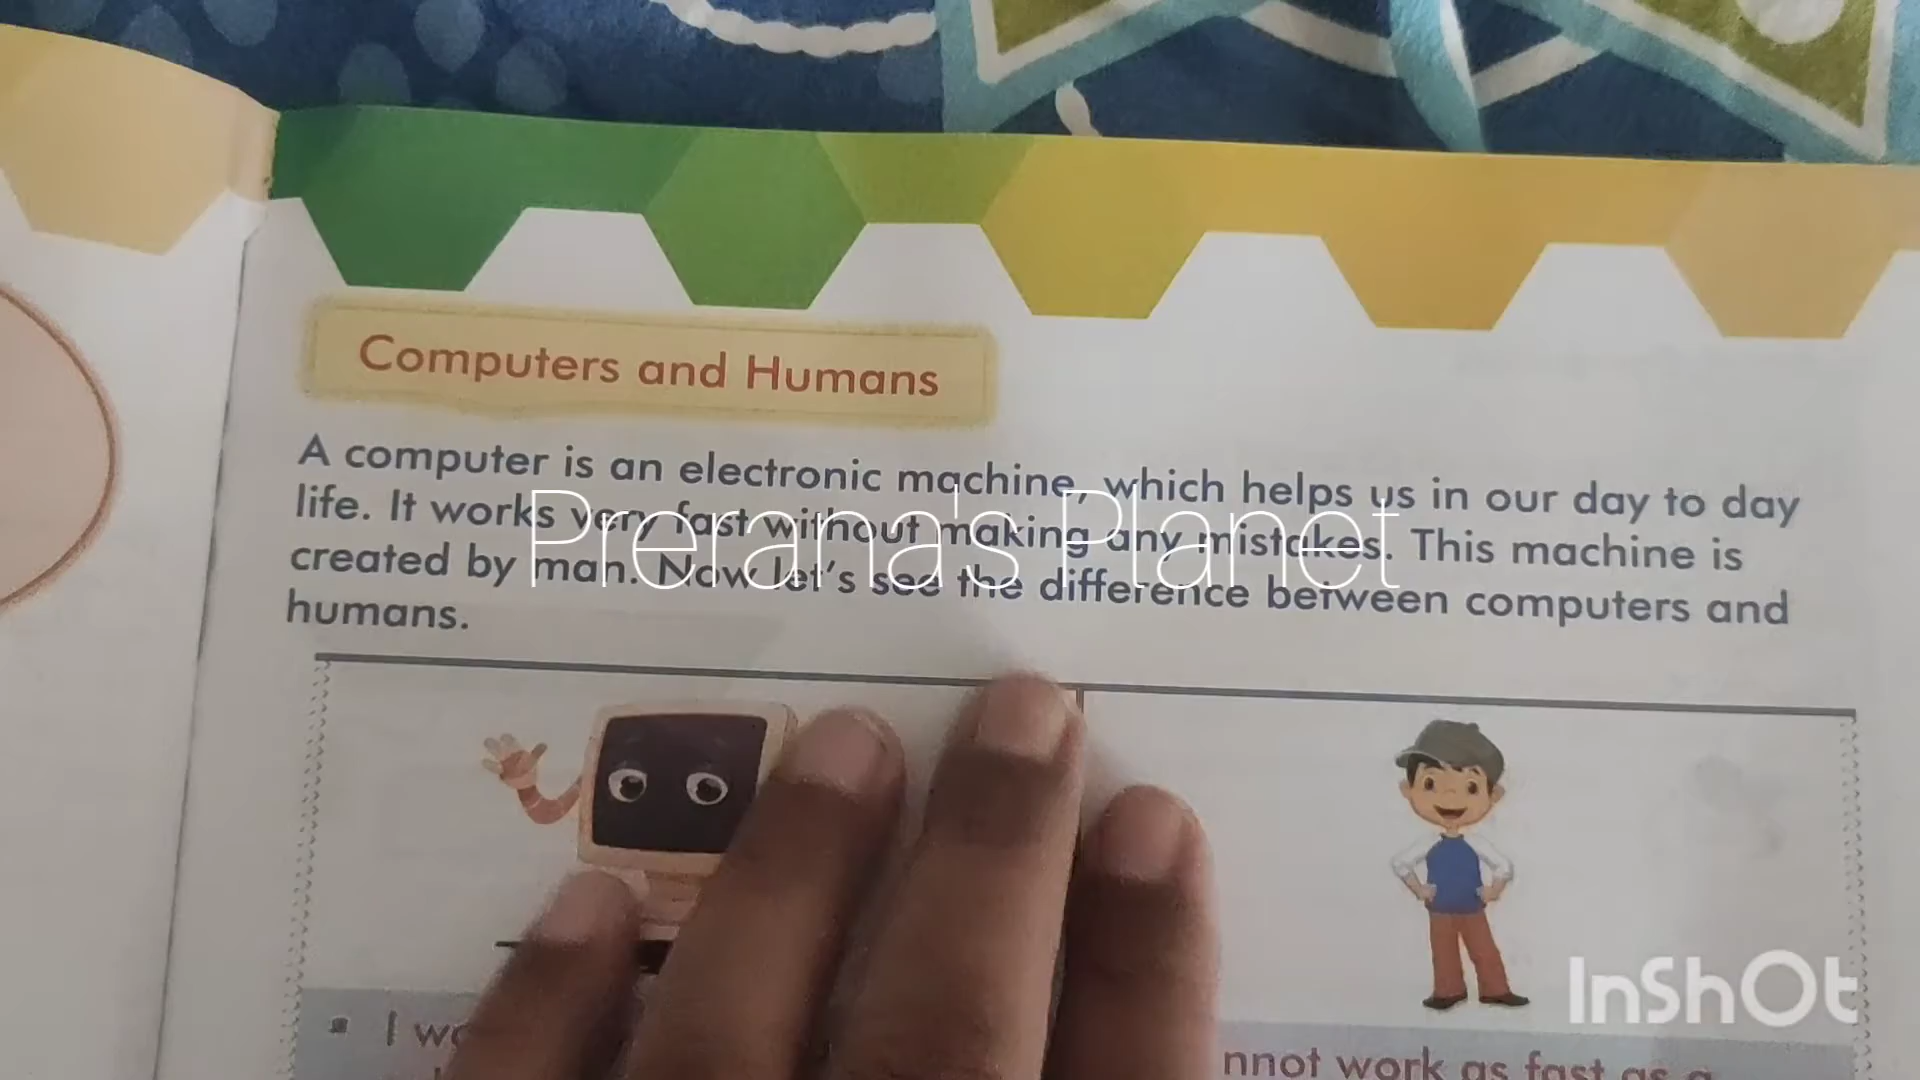 Computers and Humans
A computer is an electronic machine, which helps us in our day to day
life. It works very fast without making any mistakes. This machine is
created by man. Now let's see the difference between computers and
humans.
Prerana's Planet
I
nnot work as fast as a
InShOt